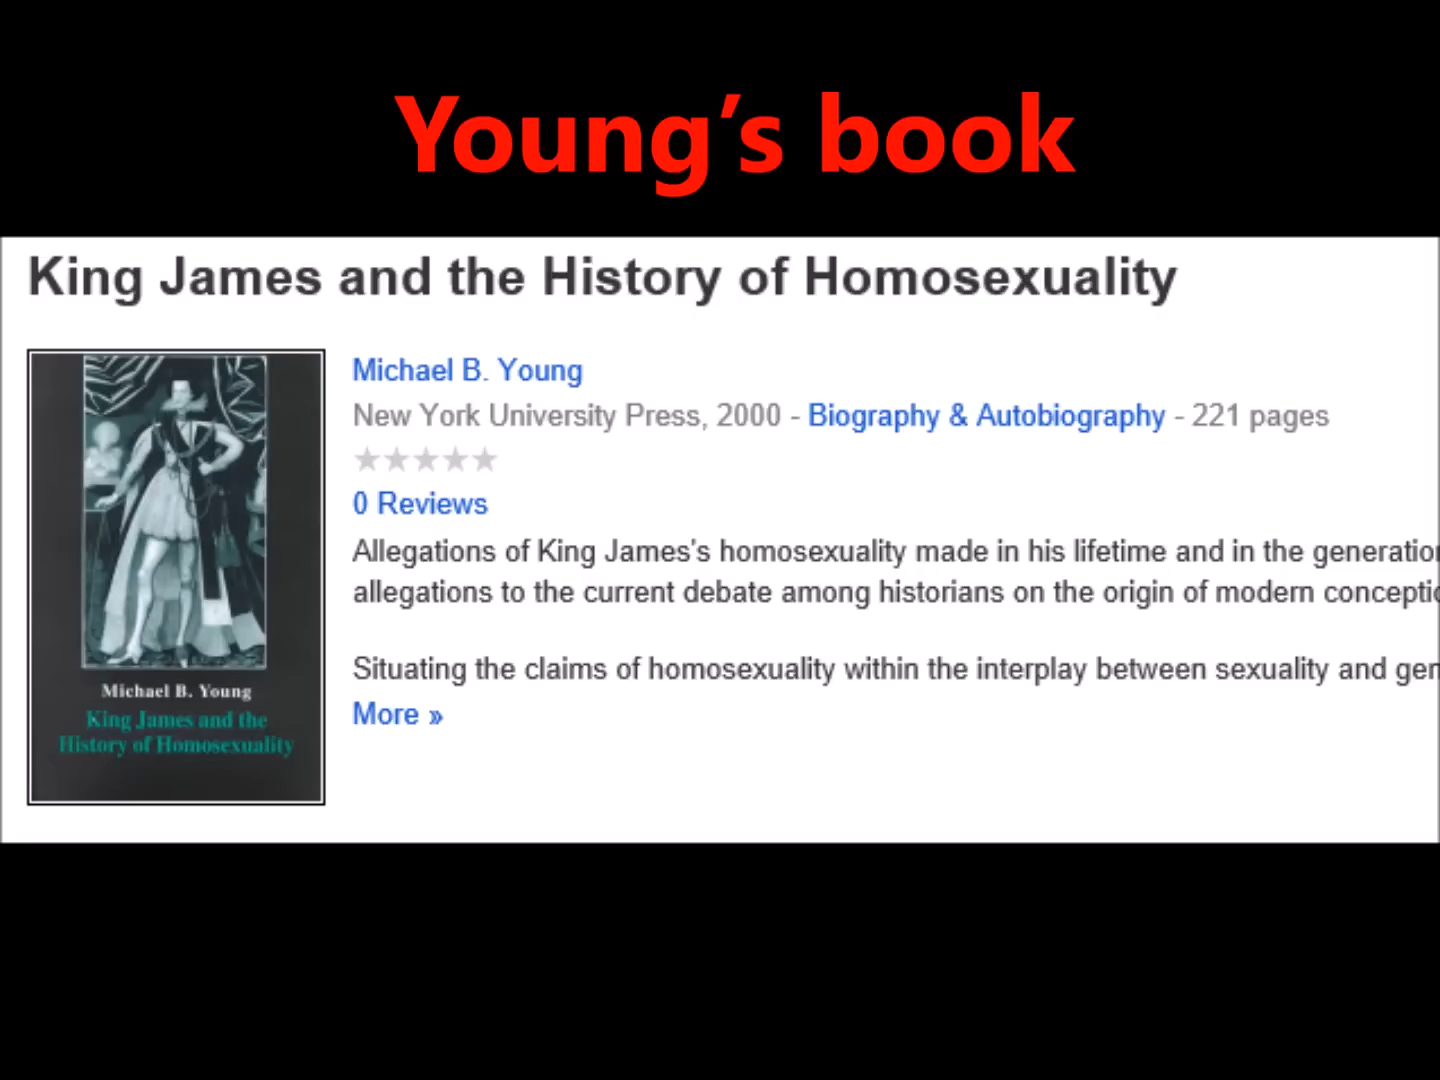 Young’s book
King James and the History of Homosexuality
Michael B. Young
New York University Press, 2000 - Biography & Autobiography - 221 pages
0 Reviews
Allegations of King James's homosexuality made in his lifetime and in the
allegations to the current debate among historians on the origin of modern
Situating the claims of homosexuality within the interplay between sexuality and
More »
Michael B. Young
King James and the
History of Homosexuality